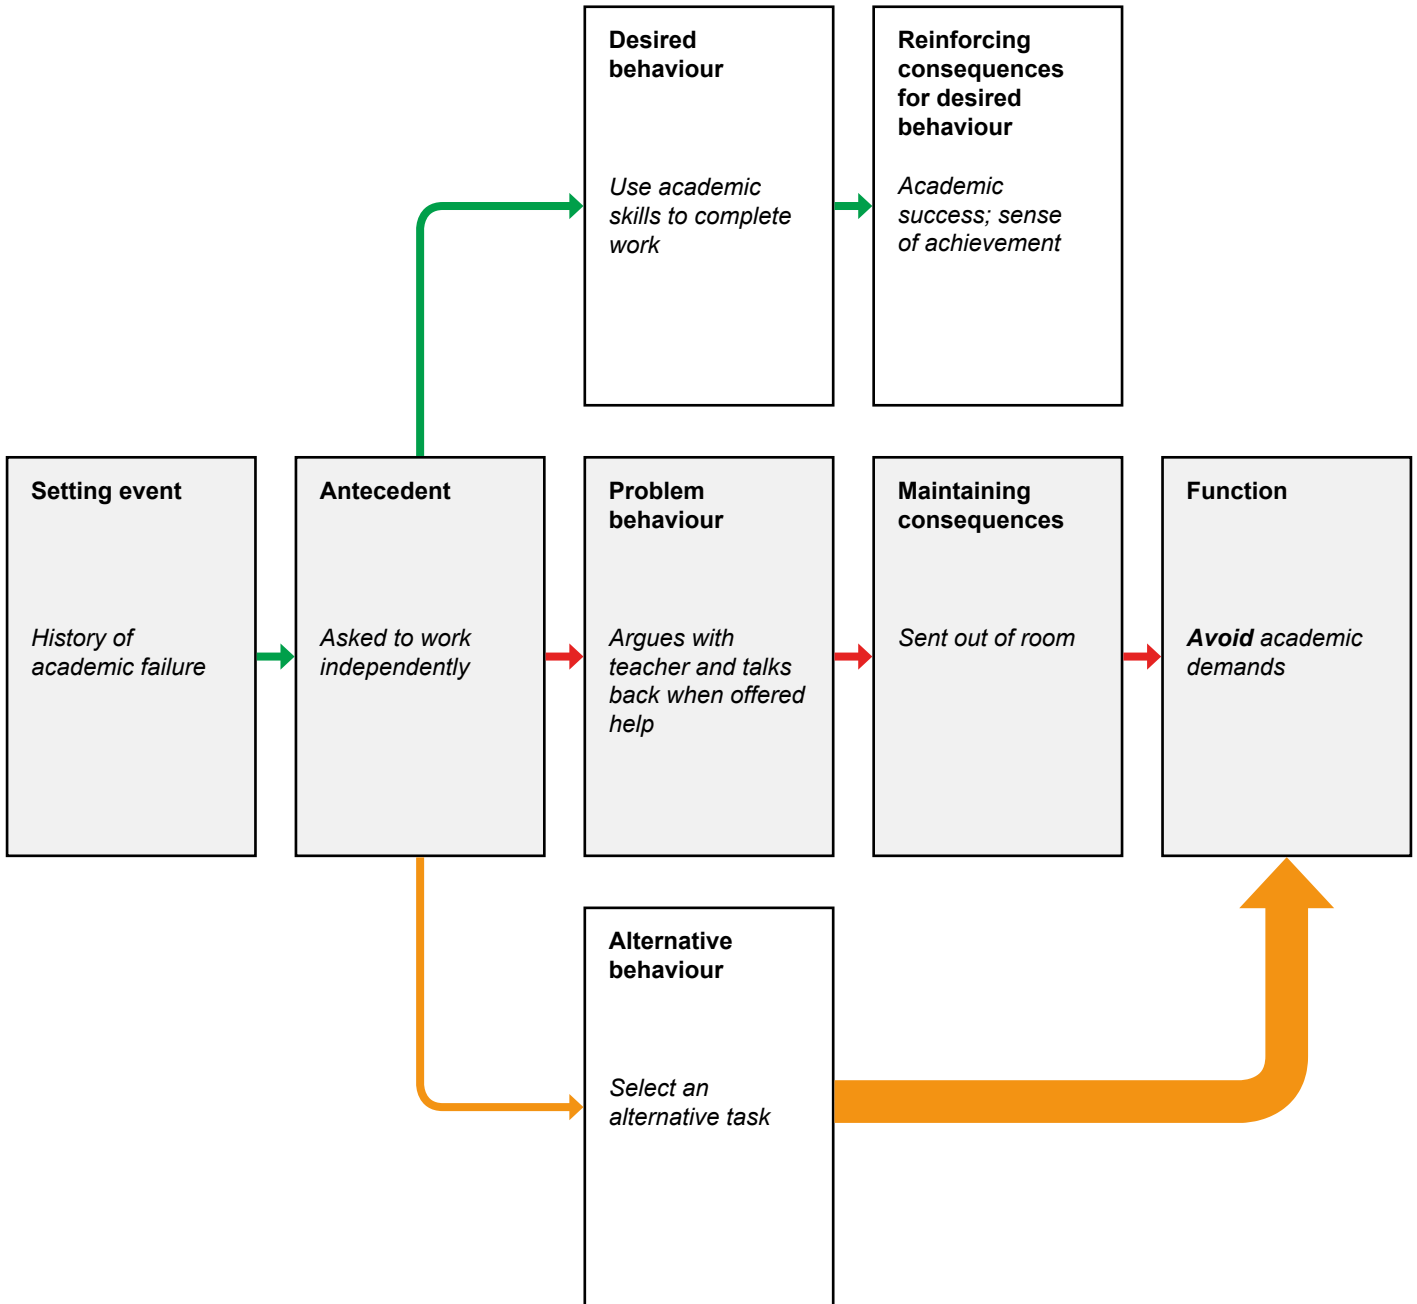 Desired
behaviour
Use academic
skills to complete
work
Reinforcing
consequences
for desired
behaviour
Academic
success; sense
of achievement
Setting event
History of
academic failure
Antecedent
Asked to work
independently
Problem
behaviour
Argues with
teacher and talks
back when offered
help
Maintaining
consequences
Sent out of room
Function
Avoid academic
demands
Alternative
behaviour
Select an
alternative task